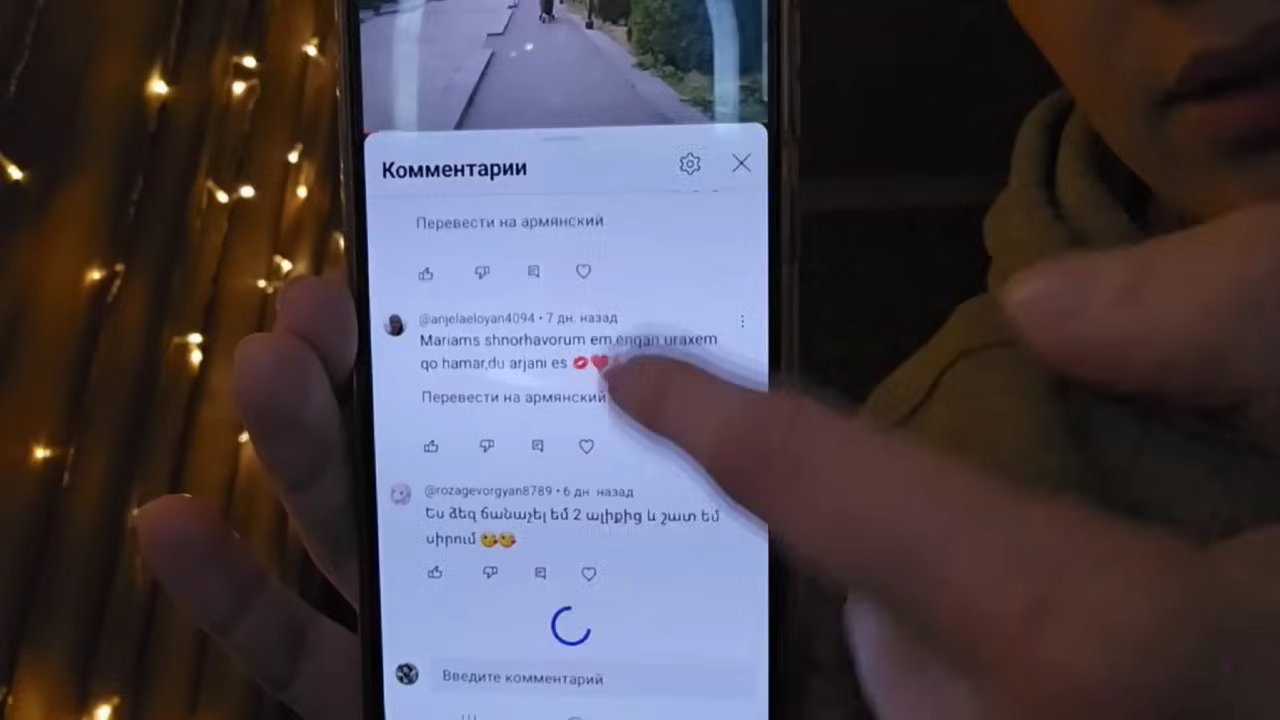 Комментарии
Перевести на армянский
@anjelaeloyan4094 • 7 дн. назад
Mariams shnorhavorum em,enqan uraxem
qo hamar,du arjani es 💋❤️
Перевести на армянский
@rozagevorgyan8789 • 6 дн назад
Ես ձեզ ճանաչել եմ 2 ալիքից և շատ եմ
սիրում 😘😘
Введите комментарий